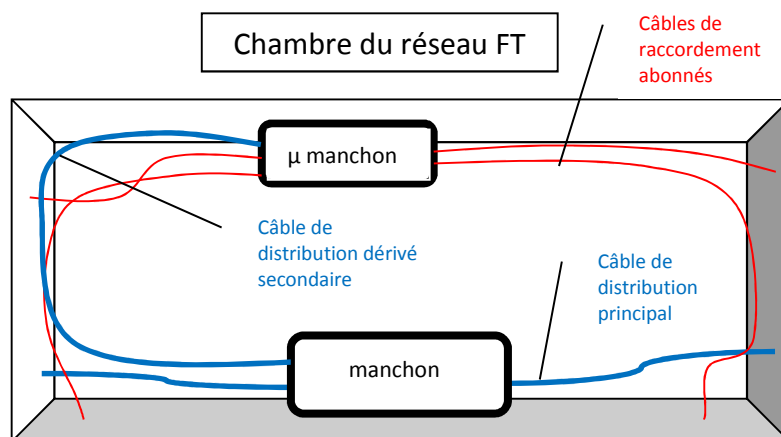 Chambre du réseau FT
Câbles de
raccordement
abonnés
µ manchon
Câble de
distribution dérivé
secondaire
Câble de
distribution
principal
manchon